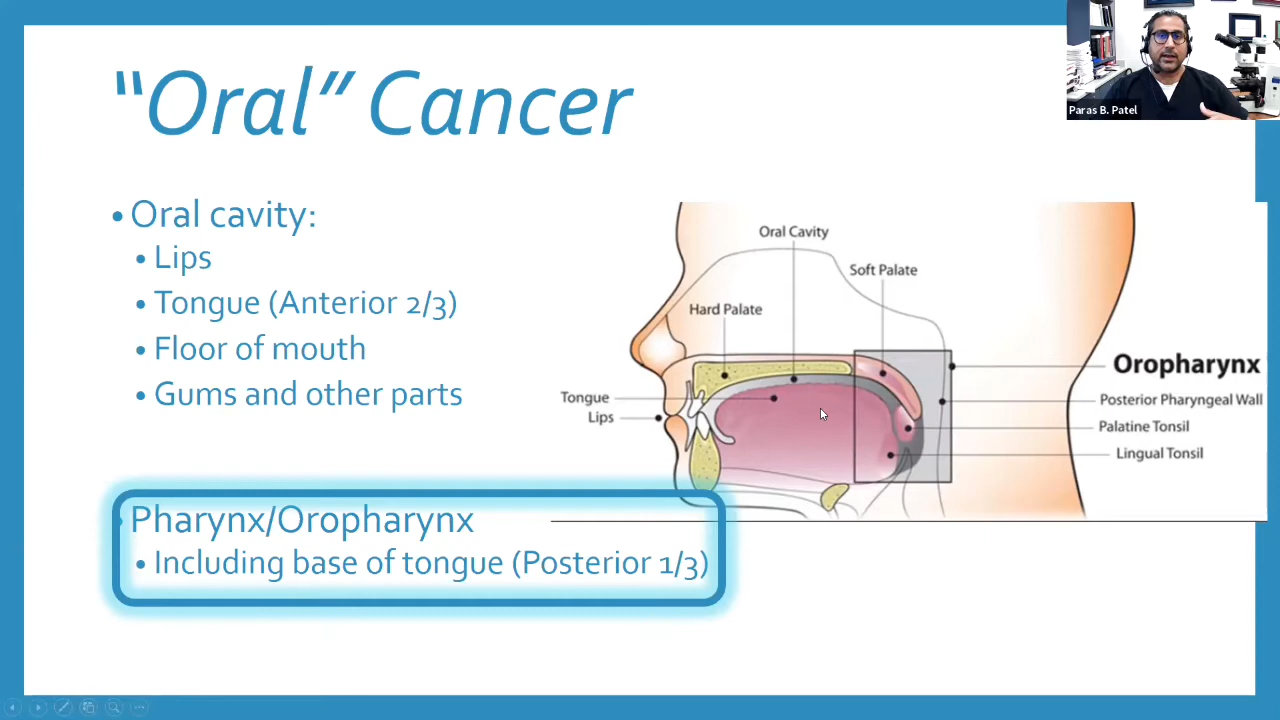 “Oral” Cancer
Paras B. Patel
• Oral cavity:
• Lips
• Tongue (Anterior 2/3)
• Floor of mouth
• Gums and other parts
• Pharynx/Oropharynx
• Including base of tongue (Posterior 1/3)
Oral Cavity
Soft Palate
Hard Palate
Tongue
Lips
Oropharynx
Posterior Pharyngeal Wall
Palatine Tonsil
Lingual Tonsil